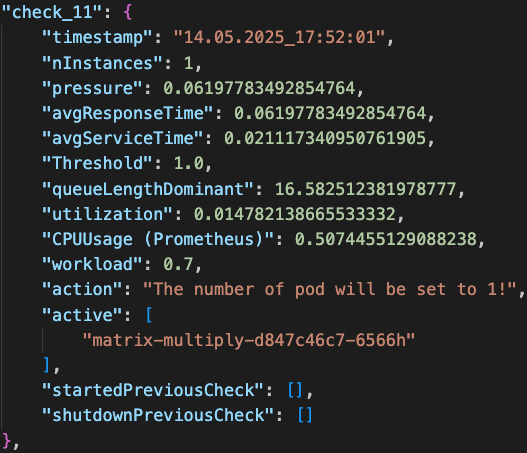 "check_11": {
"timestamp": "14.05.2025_17:52:01",
"nInstances": 1,
"pressure": 0.06197783492854764,
"avgResponseTime": 0.06197783492854764,
"avgServiceTime": 0.021117340950761905,
"Threshold": 1.0,
"queueLengthDominant": 16.582512381978777,
"utilization": 0.014782138665533332,
"CPUUsage (Prometheus)": 0.5074455129088238,
"workload": 0.7,
"action": "The number of pod will be set to 1!",
"active": [
"matrix-multiply-d847c46c7-6566h"
],
"startedPreviousCheck": [],
"shutdownPreviousCheck": []
},